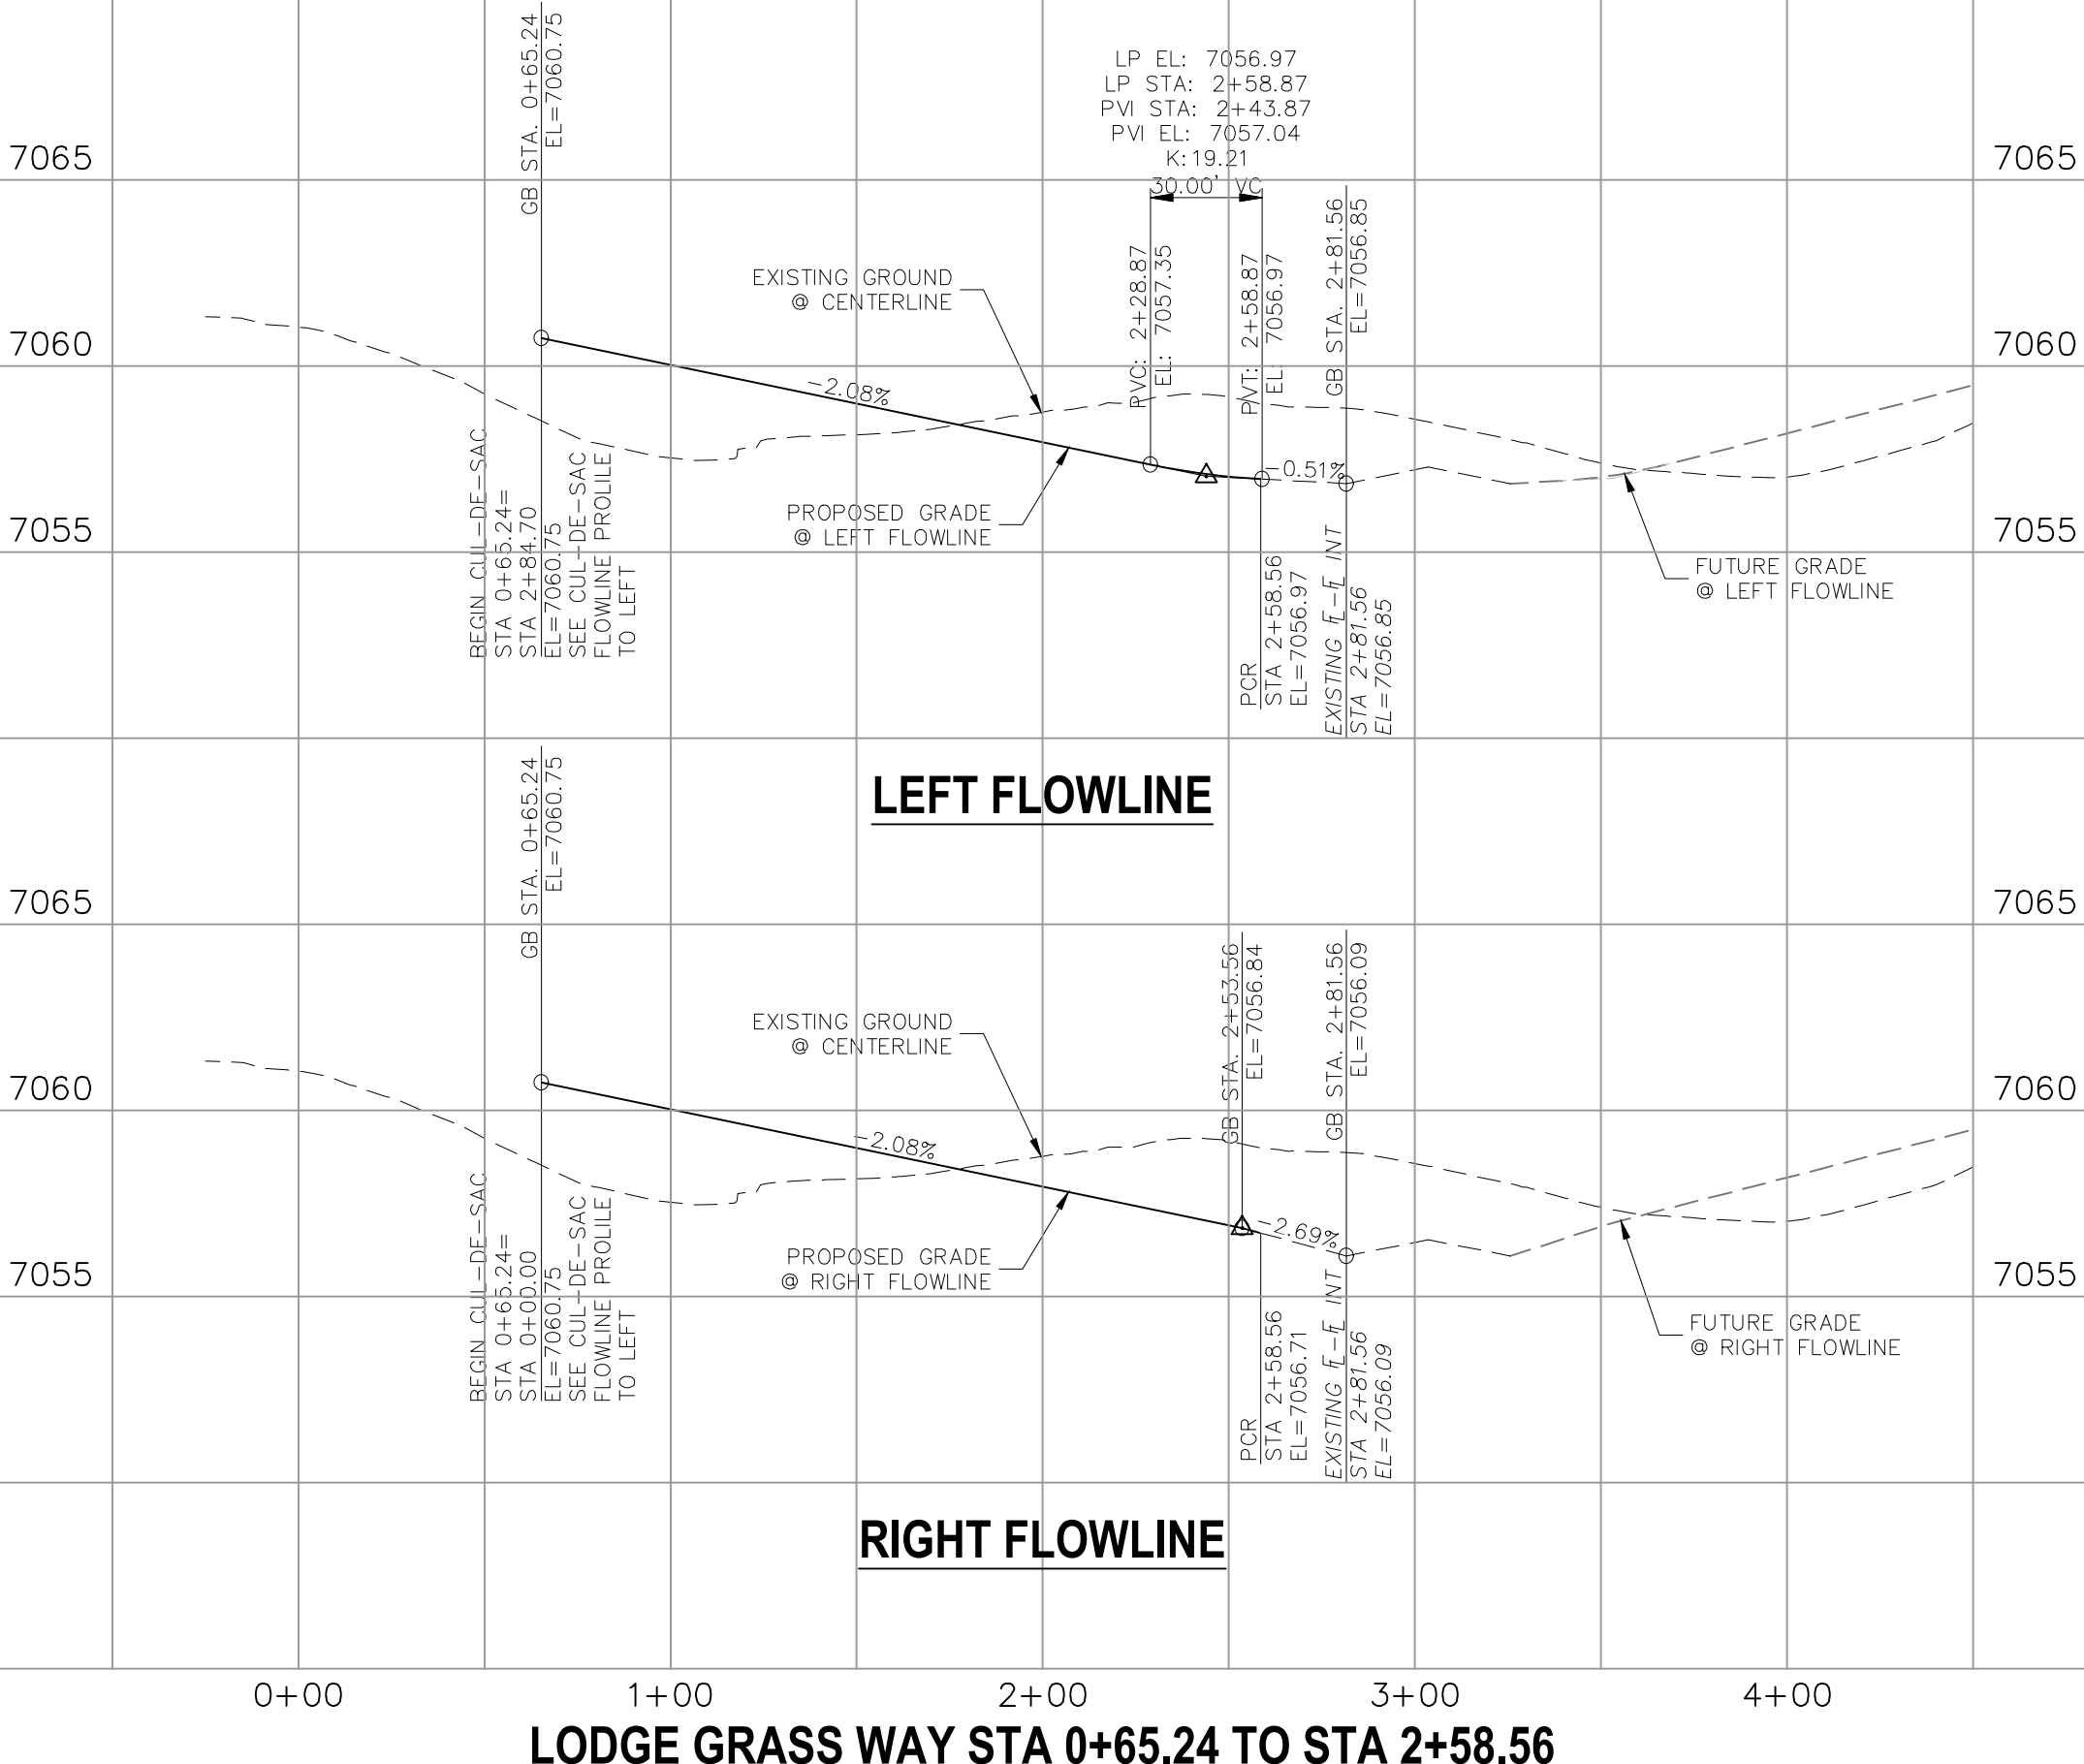 GB STA. 0+65.24
EL=7060.75
LP EL: 7056.97
LP STA: 2+58.87
PVI STA: 2+43.87
PVI EL: 7057.04
K:19.21
30.00' VC
7065
7065
PVC: 2+28.87
EL: 7057.35
PVT: 2+58.87
EL: 7056.97
GB STA. 2+81.56
EL=7056.85
EXISTING GROUND
@ CENTERLINE
7060
7060
-2.08%
-0.51%
PROPOSED GRADE
@ LEFT FLOWLINE
7055
7055
FUTURE GRADE
@ LEFT FLOWLINE
BEGIN CUL-DE-SAC
STA 0+65.24=
STA 2+84.70
EL=7060.75
SEE CUL-DE-SAC
FLOWLINE PROLILE
TO LEFT
PCR
STA 2+58.56
EL=7056.97
EXISTING FL-FL INT
STA 2+81.56
EL=7056.85
LEFT FLOWLINE
GB STA. 0+65.24
EL=7060.75
7065
7065
GB STA. 2+53.56
EL=7056.84
GB STA. 2+81.56
EL=7056.09
EXISTING GROUND
@ CENTERLINE
7060
7060
-2.08%
-2.69%
PROPOSED GRADE
@ RIGHT FLOWLINE
7055
7055
FUTURE GRADE
@ RIGHT FLOWLINE
BEGIN CUL-DE-SAC
STA 0+65.24=
STA 0+00.00
EL=7060.75
SEE CUL-DE-SAC
FLOWLINE PROLILE
TO LEFT
PCR
STA 2+58.56
EL=7056.71
EXISTING FL-FL INT
STA 2+81.56
EL=7056.09
RIGHT FLOWLINE
0+00
1+00
2+00
3+00
4+00
LODGE GRASS WAY STA 0+65.24 TO STA 2+58.56